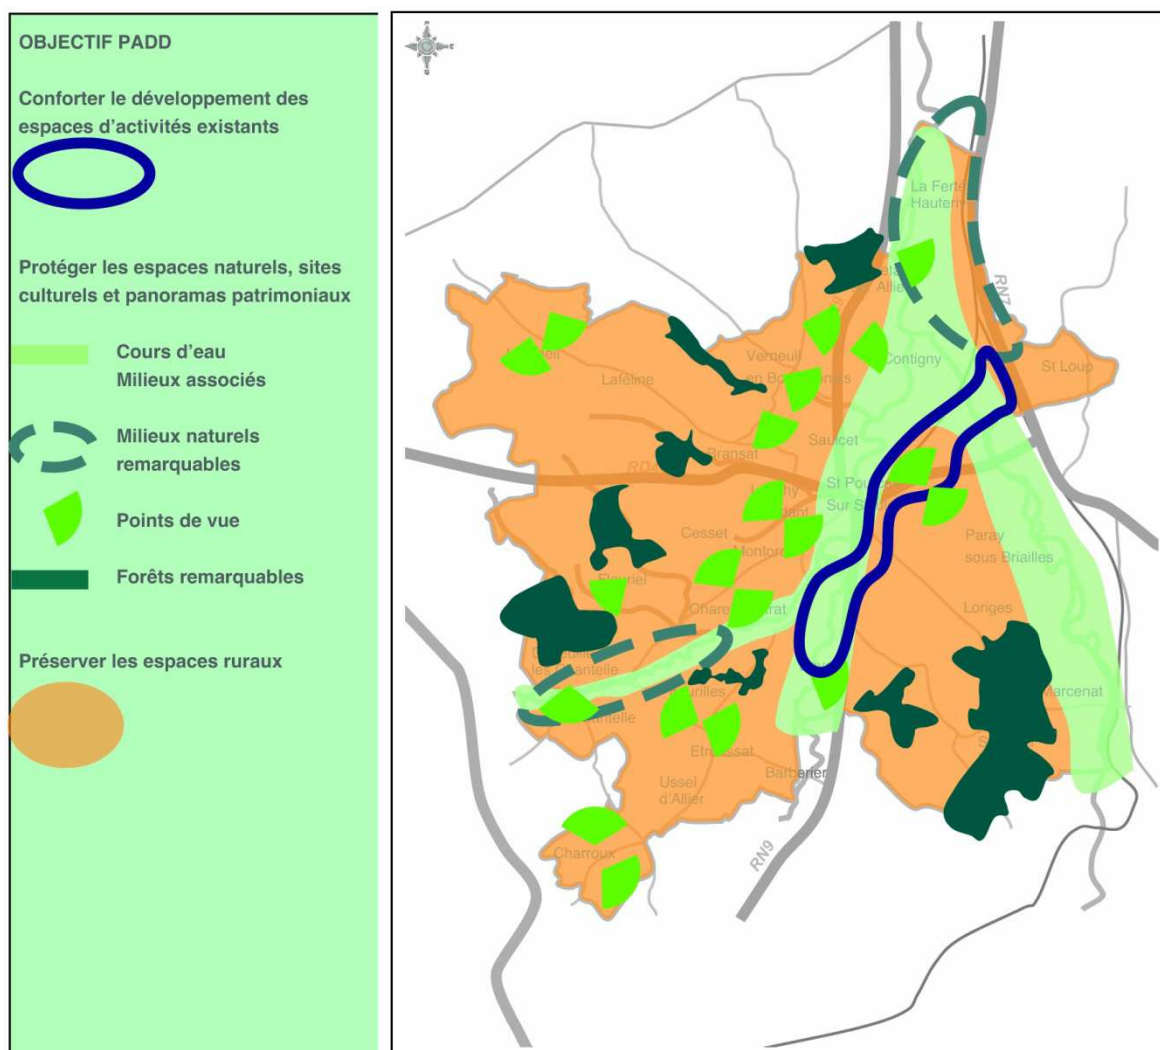 OBJECTIF PADD
Conforter le développement des
espaces d'activités existants
Protéger les espaces naturels, sites
culturels et panoramas patrimoniaux
Cours d'eau
Milieux associés
Milieux naturels
remarquables
Points de vue
Forêts remarquables
Préserver les espaces ruraux
La Ferté
Hauterive
RN7
Contigny
St Loup
Verneuil
Laféline
Saulcet
Bransat
St Pourç
Sur S
Cesset
Paray
sous Briailles
Fleuriel
Loriges
Marcenat
Barberier
Ussel
d'Allier
Charroux
RN9